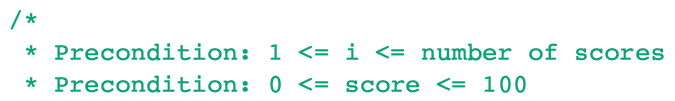 /*
* Precondition: 1 <= i <= number of scores
* Precondition: 0 <= score <= 100